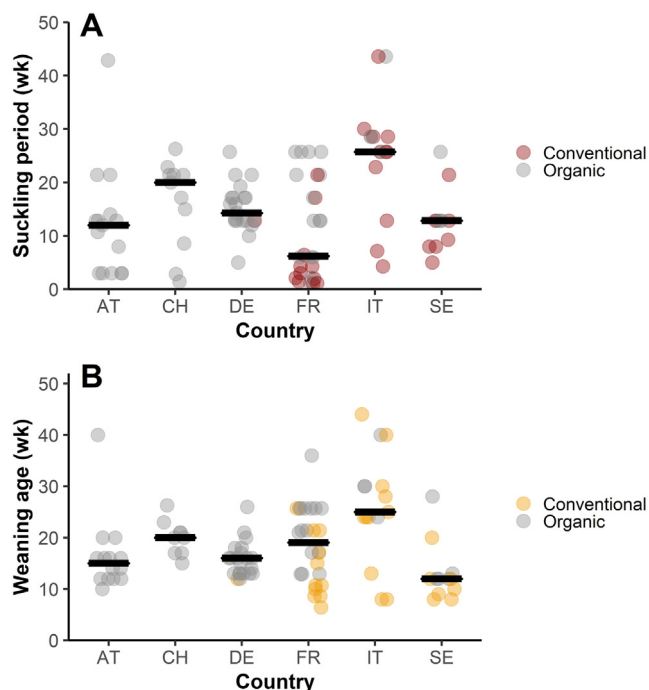 A
Suckling period (wk)
50
40
30
20
10
0
AT CH DE FR IT SE
Country
Conventional
Organic
B
Weaning age (wk)
50
40
30
20
10
0
AT CH DE FR IT SE
Country
Conventional
Organic